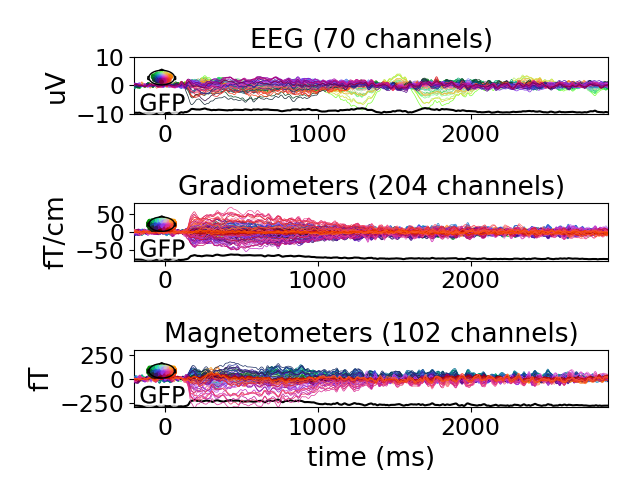 EEG (70 channels)
10
0
−10
uV
GFP
0
1000
2000
Gradiometers (204 channels)
50
0
−50
fT/cm
GFP
0
1000
2000
Magnetometers (102 channels)
250
0
−250
fT
GFP
0
1000
2000
time (ms)